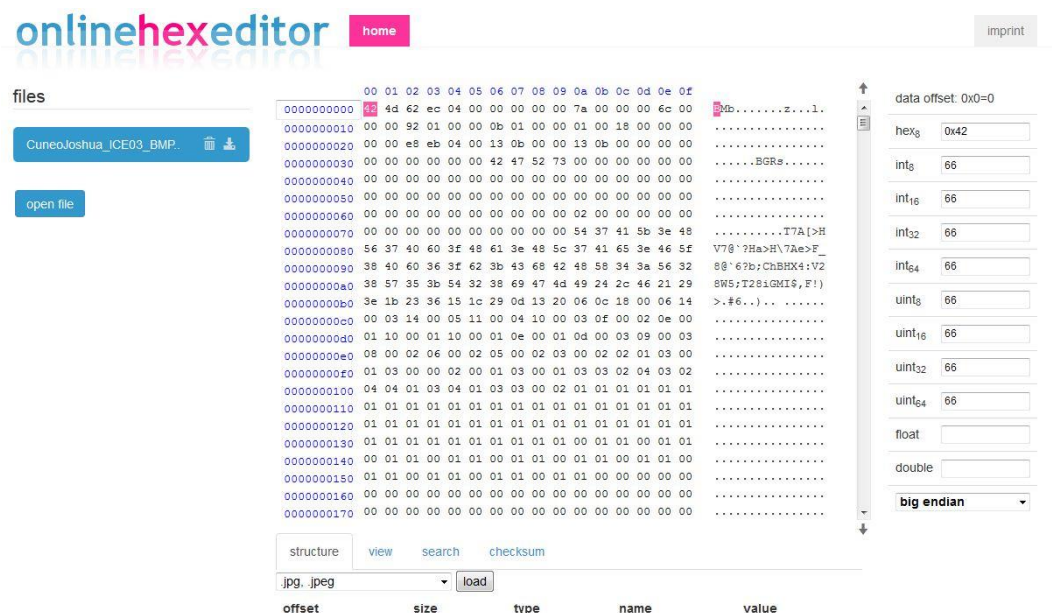 onlinehexeditor home imprint
files
CuneoJoshua_ICE03_BMP..
open file
00 01 02 03 04 05 06 07 08 09 0a 0b 0c 0d 0e 0f
0000000000 42 4d 62 ec 04 00 00 00 00 00 7a 00 00 00 6c 00 BMb.......z...l.
0000000010 00 00 92 01 00 00 0b 01 00 00 01 00 18 00 00 00 ................
0000000020 00 00 e8 eb 04 00 13 0b 00 00 13 0b 00 00 00 00 ................
0000000030 00 00 00 00 00 00 42 47 52 73 00 00 00 00 00 00 ......BGRs......
0000000040 00 00 00 00 00 00 00 00 00 00 00 00 00 00 00 00 ................
0000000050 00 00 00 00 00 00 00 00 00 00 00 00 00 00 00 00 ................
0000000060 00 00 00 00 00 00 00 00 00 00 02 00 00 00 00 00 ................
0000000070 00 00 00 00 00 00 00 00 00 00 54 37 41 5b 3e 48 ..........T7A[>H
0000000080 56 37 40 60 3f 48 61 3e 48 5c 37 41 65 3e 46 5f V7@`?Ha>H\7Ae>F_
0000000090 38 40 60 36 3f 62 3b 43 68 42 48 58 34 3a 56 32 8@`6?b;ChBHX4:V2
00000000a0 38 57 35 3b 54 32 38 69 47 4d 49 24 2c 46 21 29 8W5;T28iGMI$,F!)
00000000b0 3e 1b 23 36 15 1c 29 0d 13 20 06 0c 18 00 06 14 >.#6..).. ......
00000000c0 00 03 14 00 05 11 00 04 10 00 03 0f 00 02 0e 00 ................
00000000d0 01 10 00 01 10 00 01 0e 00 01 0d 00 03 09 00 03 ................
00000000e0 08 00 02 06 00 02 05 00 02 03 00 02 02 01 03 00 ................
00000000f0 01 03 00 00 02 00 01 03 00 01 03 03 02 04 03 02 ................
0000000100 04 04 01 03 04 01 03 03 00 02 01 01 01 01 01 01 ................
0000000110 01 01 01 01 01 01 01 01 01 01 01 01 01 01 01 01 ................
0000000120 01 01 01 01 01 01 01 01 01 01 01 01 01 01 01 01 ................
0000000130 01 01 01 01 01 01 01 01 01 01 00 01 01 00 01 01 ................
0000000140 00 01 01 00 01 01 00 01 00 01 01 00 01 00 00 00 ................
0000000150 01 01 00 01 01 00 01 01 00 01 01 00 00 00 00 00 ................
0000000160 00 00 00 00 00 00 00 00 00 00 00 00 00 00 00 00 ................
0000000170 00 00 00 00 00 00 00 00 00 00 00 00 00 00 00 00 ................
data offset: 0x0=0
hex8 0x42
int8 66
int16 66
int32 66
int64 66
uint8 66
uint16 66
uint32 66
uint64 66
float
double
big endian
structure view search checksum
.jpg, .jpeg load
offset size type name value